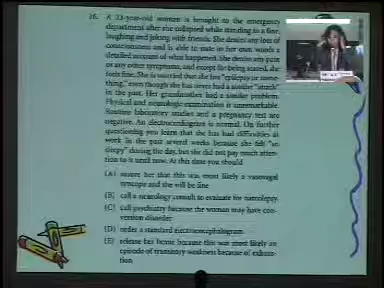 16. A 23-year-old woman is brought to the emergency
department after she collapsed while standing in a line,
laughing and joking with friends. She denies any loss of
consciousness and is able to state in her own words a
detailed account of what happened. She denies any pain
or any other symptoms, and except for being scared, she
feels fine. She is worried that she has "epilepsy or some-
thing," even though she has never had a similar "attack"
in the past. Her grandmother had a similar problem.
Physical and neurologic examination is unremarkable.
Routine laboratory studies and a pregnancy test are
negative. An electrocardiogram is normal. On further
questioning you learn that she has had difficulties at
work in the past several weeks because she felt "so
sleepy" during the day, but she did not pay much atten-
tion to it until now. At this time you should
(A) assure her that this was most likely a vasovagal
syncope and she will be fine
(B) call a neurology consult to evaluate for narcolepsy
(C) call psychiatry because the woman may have con-
version disorder
(D) order a standard electroencephalogram
(E) release her home because this was most likely an
episode of transitory weakness because of exhaus-
tion